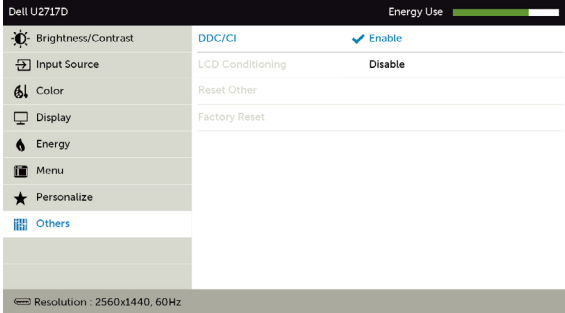 Dell U2717D Energy Use
Brightness/Contrast DDC/CI Enable
Input Source LCD Conditioning Disable
Color Reset Other
Display Factory Reset
Energy
Menu
Personalize
Others
Resolution : 2560x1440, 60Hz